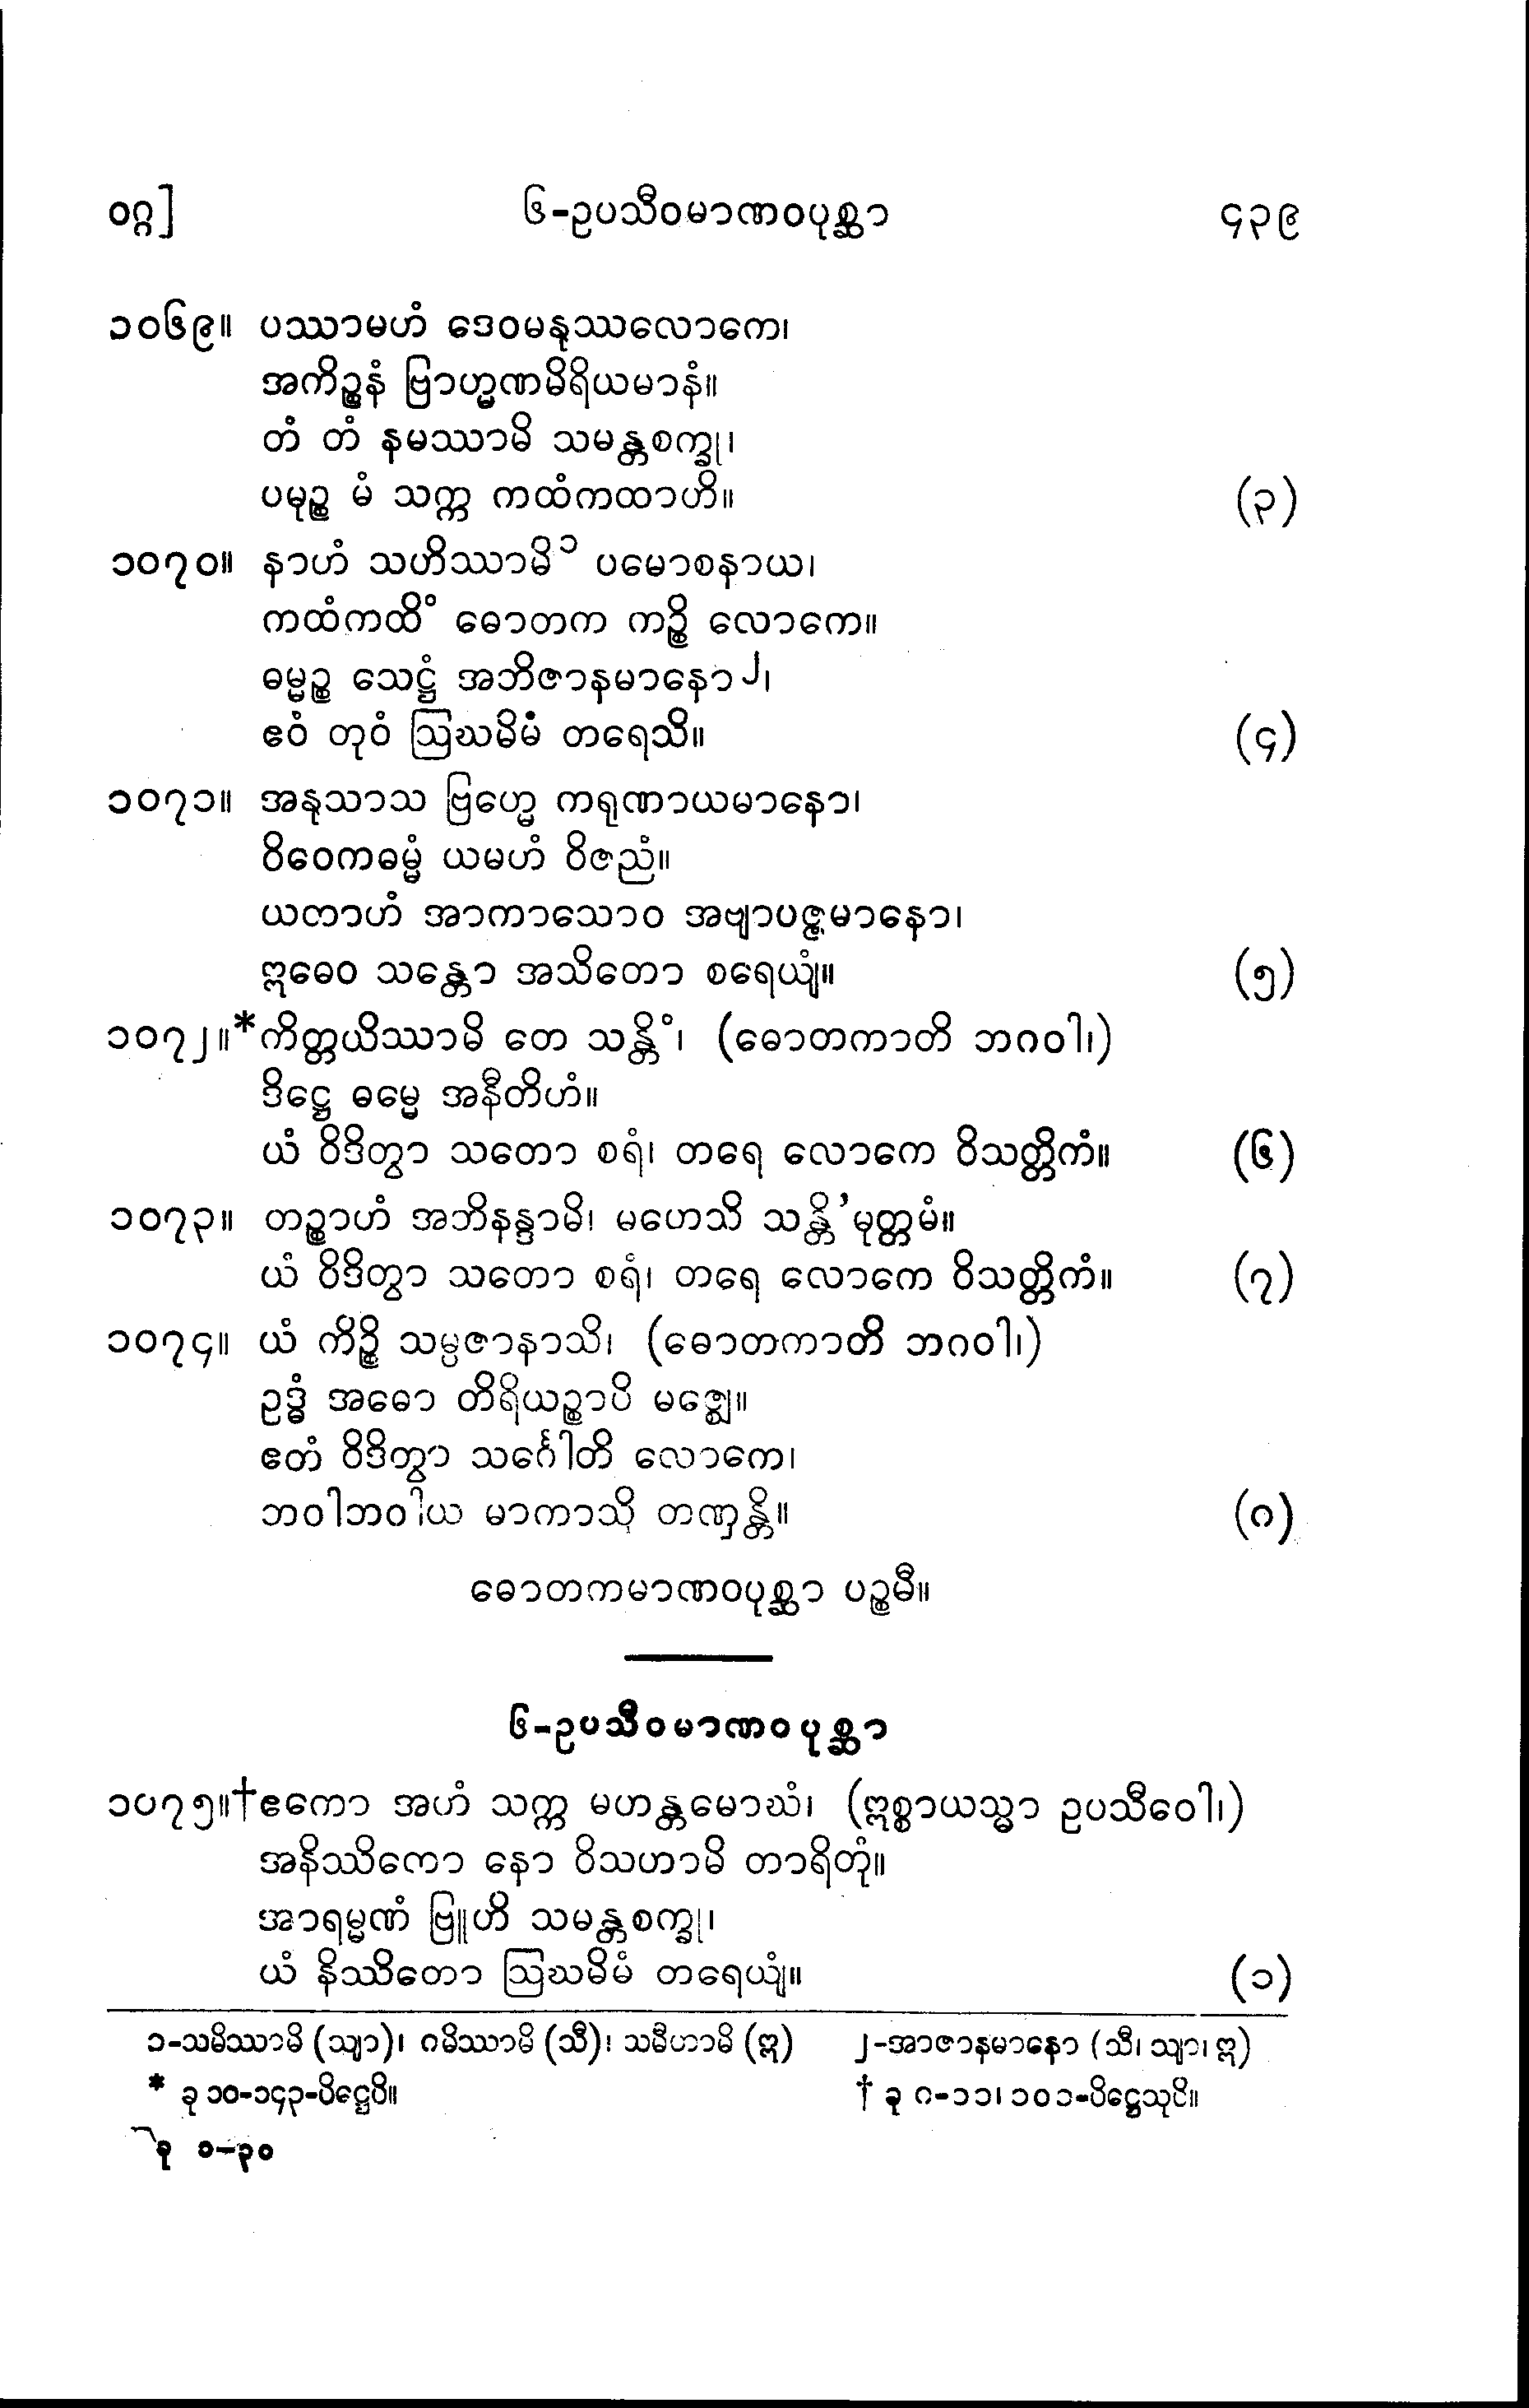 ဝဂ္ဂ] ၆-ဥပသီဝမာဏဝပုစ္ဆာ ၄၃၉
၁၀၆၉။ ပဿာမဟံ ဒေဝမနုဿလောကေ၊
အကိဉ္စနံ ဗြာဟ္မဏမိရိယမာနံ။
တံ တံ နမဿာမိ သမန္တစက္ခု၊
ပမုဉ္စ မံ သက္က ကထံကထာဟိ။ (၃)
၁၀၇၀။ နာဟံ သဟိဿာမိ၁ ပမောစနာယ၊
ကထံကထိံ ဓောတက ကဉ္စိ လောကေ။
ဓမ္မဉ္စ သေဋ္ဌံ အဘိဇာနမာနော၂၊
ဧဝံ တုဝံ ဩဃမိမံ တရေသိ။ (၄)
၁၀၇၁။ အနုသာသ ဗြဟ္မေ ကရုဏာယမာနော၊
ဝိဝေကဓမ္မံ ယမဟံ ဝိဇညံ။
ယထာဟံ အာကာသောဝ အဗျာပဇ္ဇမာနော၊
ဣဓေဝ သန္တော အသိတော စရေယျံ။ (၅)
၁၀၇၂။*ကိတ္တယိဿာမိ တေ သန္တိံ၊ (ဓောတကာတိ ဘဂဝါ၊)
ဒိဋ္ဌေ ဓမ္မေ အနီတိဟံ။
ယံ ဝိဒိတွာ သတော စရံ၊ တရေ လောကေ ဝိသတ္တိကံ။ (၆)
၁၀၇၃။ တဉ္စာဟံ အဘိနန္ဒာမိ၊ မဟေသိ သန္တိ’မုတ္တမံ။
ယံ ဝိဒိတွာ သတော စရံ၊ တရေ လောကေ ဝိသတ္တိကံ။ (၇)
၁၀၇၄။ ယံ ကိဉ္စိ သမ္ပဇာနာသိ၊ (ဓောတကာတိ ဘဂဝါ၊)
ဥဒ္ဓံ အဓော တိရိယဉ္စာပိ မဇ္ဈေ။
ဧတံ ဝိဒိတွာ သင်္ဂေါတိ လောကေ၊
ဘဝါဘဝါယ မာကာသိ တဏှန္တိ။ (၈)
ဓောတကမာဏဝပုစ္ဆာ ပဉ္စမီ။
၆-ဥပသီဝမာဏဝပုစ္ဆာ
၁၀၇၅။†ဧကော အဟံ သက္က မဟန္တမောဃံ၊ (ဣစ္စာယသ္မာ ဥပသီဝေါ၊)
အနိဿိတော နော ဝိသဟာမိ တာရိတုံ။
အာရမ္မဏံ ဗြူဟိ သမန္တစက္ခု၊
ယံ နိဿိတော ဩဃမိမံ တရေယျံ။ (၁)
၁-သမိဿာမိ (သျာ)၊ ဂမိဿာမိ (သီ)၊ သမီဟာမိ (ဣ) ၂-အာဇာနမာနော (သီ၊ သျာ၊ ဣ)
* ခု ၁၀-၁၄၃-ပိဋ္ဌေပိ။ † ခု ၈-၁၁၊ ၁၀၁-ပိဋ္ဌေသုပိ။
ခု ၁-၃၀